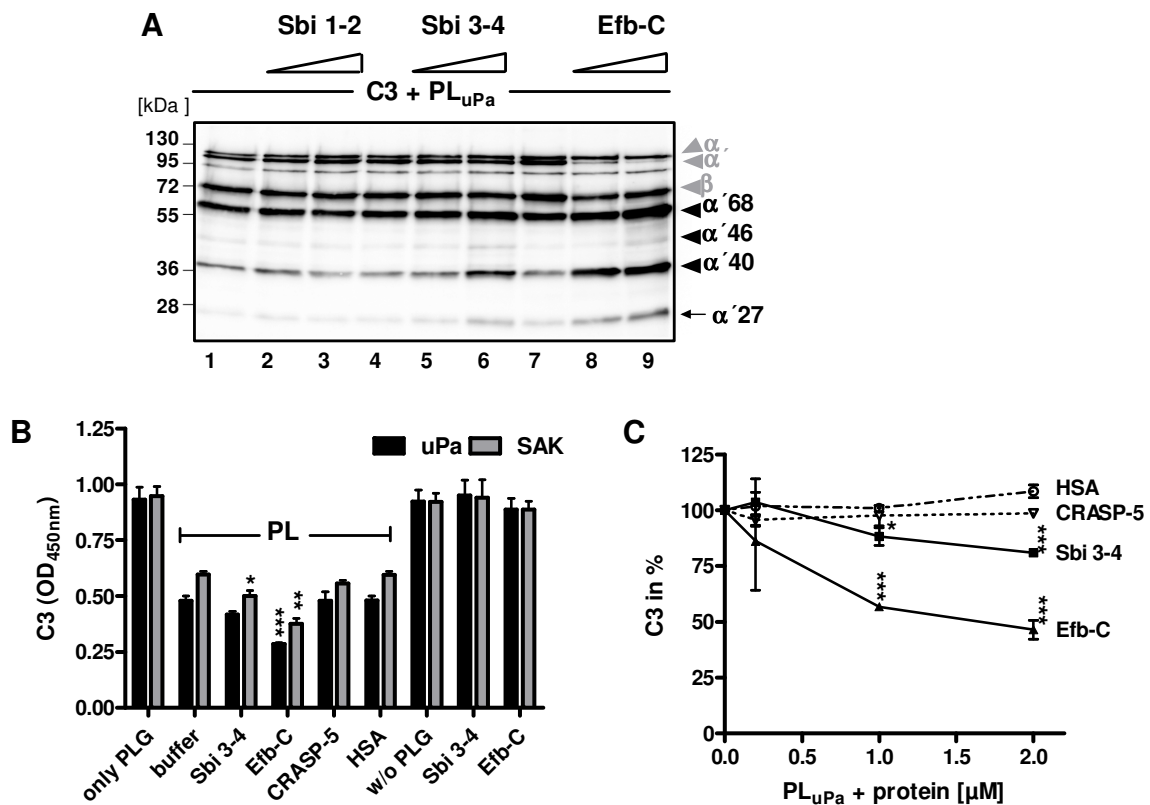 A
Sbi 1-2 Sbi 3-4 Efb-C
C3 + PLuPa
[kDa ]
130
95
72
55
36
28
α´
α
β
α´68
α´46
α´40
α´27
1 2 3 4 5 6 7 8 9
B
1.25
1.00
0.75
0.50
0.25
0.00
C3 (OD450nm)
uPa SAK
PL
*
***
**
only PLG
buffer
Sbi 3-4
Efb-C
CRASP-5
HSA
w/o PLG
Sbi 3-4
Efb-C
C
125
100
75
50
25
0
C3 in %
HSA
CRASP-5
*
***
Sbi 3-4
***
***
Efb-C
0.0 0.5 1.0 1.5 2.0
PLuPa + protein [µM]